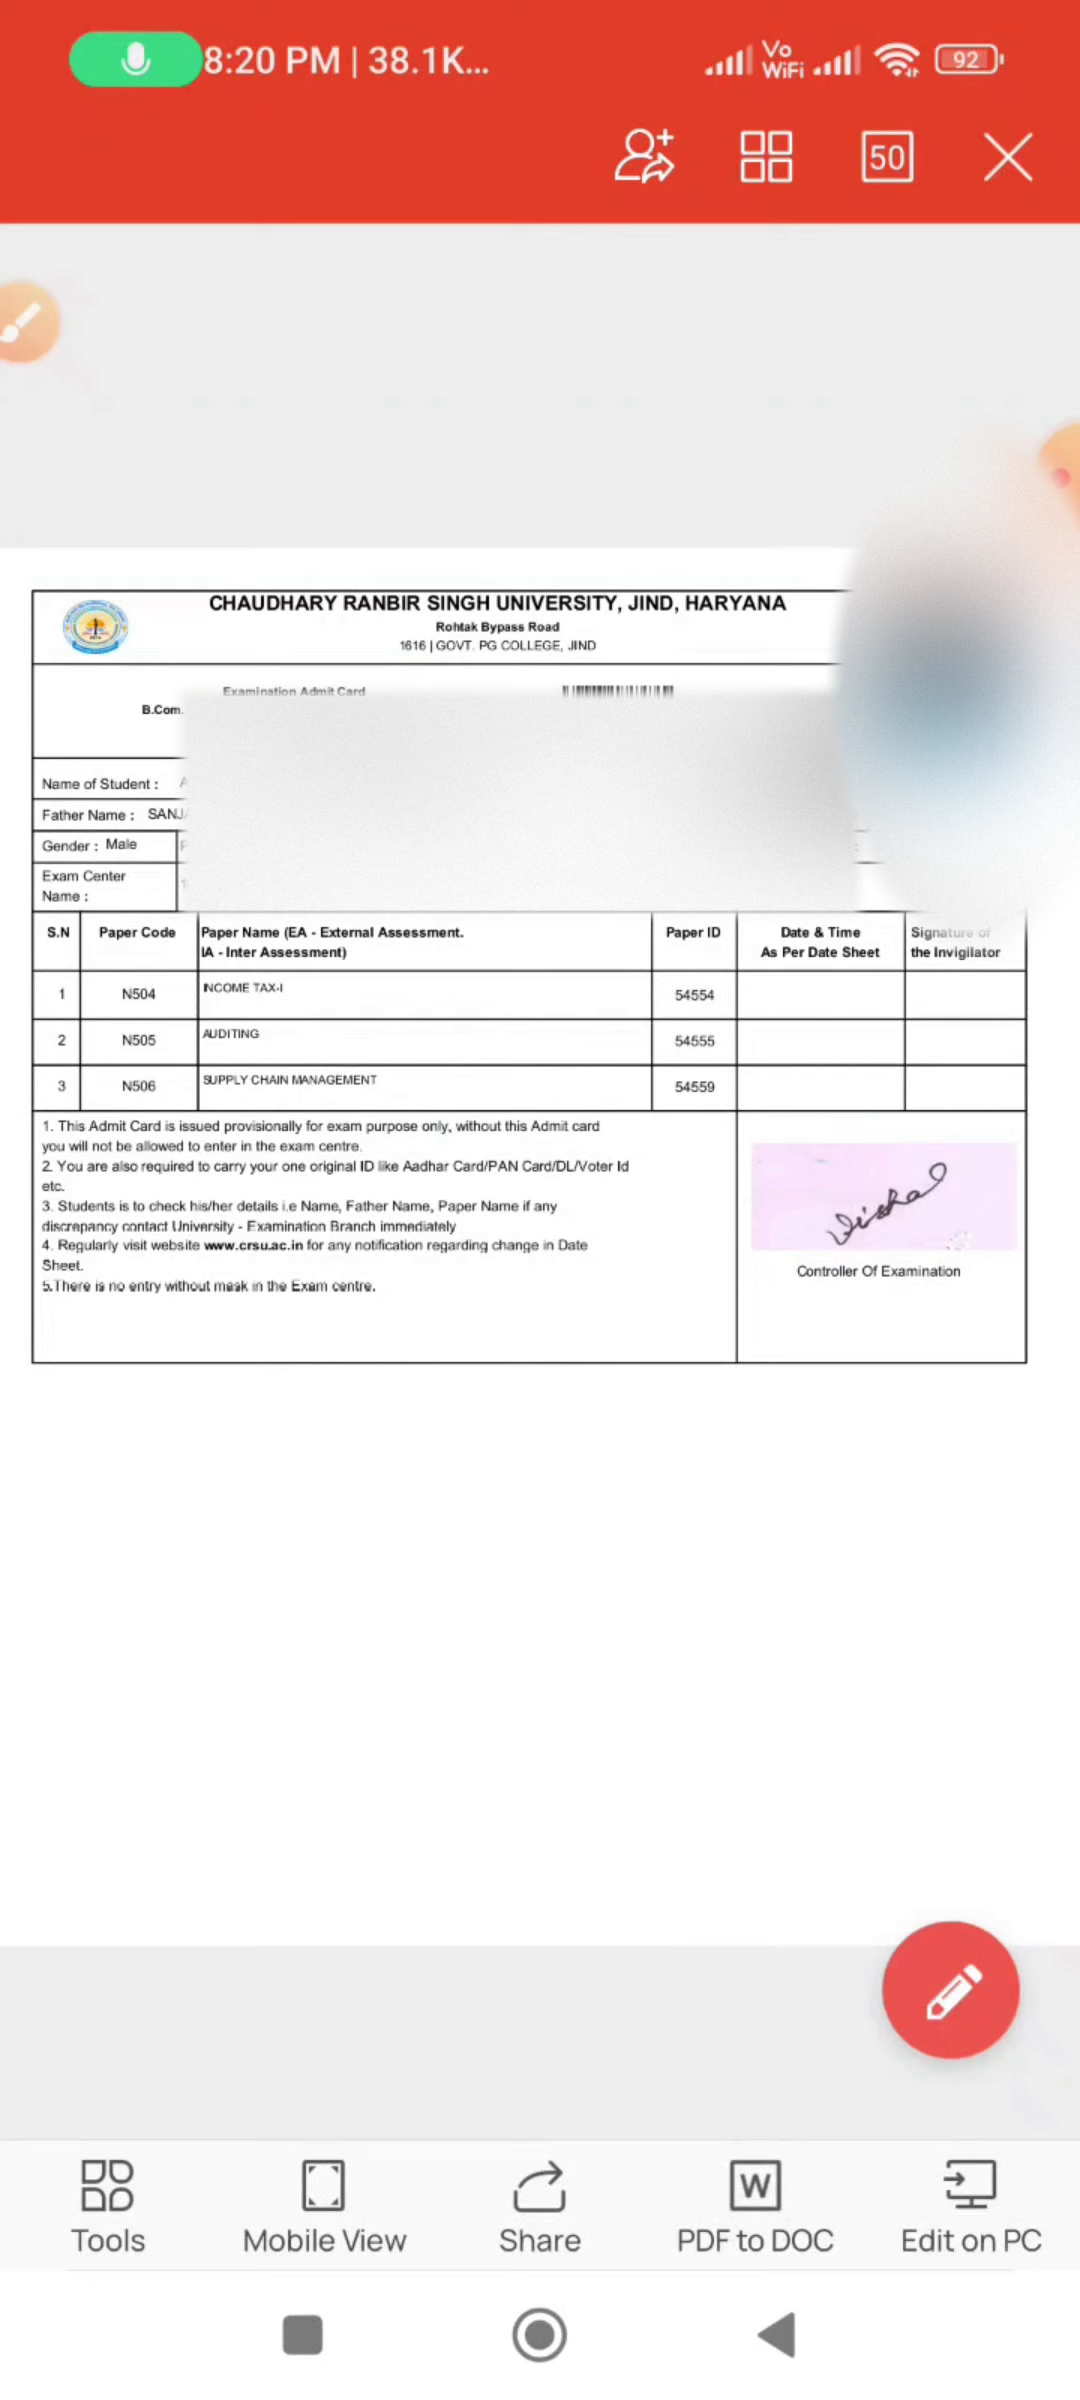 8:20 PM | 38.1K...
Vo WiFi
92
50
CHAUDHARY RANBIR SINGH UNIVERSITY, JIND, HARYANA
Rohtak Bypass Road
1616 | GOVT. PG COLLEGE, JIND
Examination Admit Card
B.Com.
Name of Student :
Father Name :
Gender : Male
Exam Center
Name :
S.N Paper Code Paper Name (EA - External Assessment. Paper ID Date & Time Signature of
IA - Inter Assessment) As Per Date Sheet the Invigilator
1 N504 INCOME TAX-I 54554
2 N505 AUDITING 54555
3 N506 SUPPLY CHAIN MANAGEMENT 54559
1. This Admit Card is issued provisionally for exam purpose only, without this Admit card
you will not be allowed to enter in the exam centre.
2. You are also required to carry your one original ID like Aadhar Card/PAN Card/DL/Voter Id
etc.
3. Students is to check his/her details i.e Name, Father Name, Paper Name if any
discrepancy contact University - Examination Branch immediately
4. Regularly visit website www.crsu.ac.in for any notification regarding change in Date
Sheet.
5.There is no entry without mask in the Exam centre.
Controller Of Examination
Tools Mobile View Share PDF to DOC Edit on PC
W